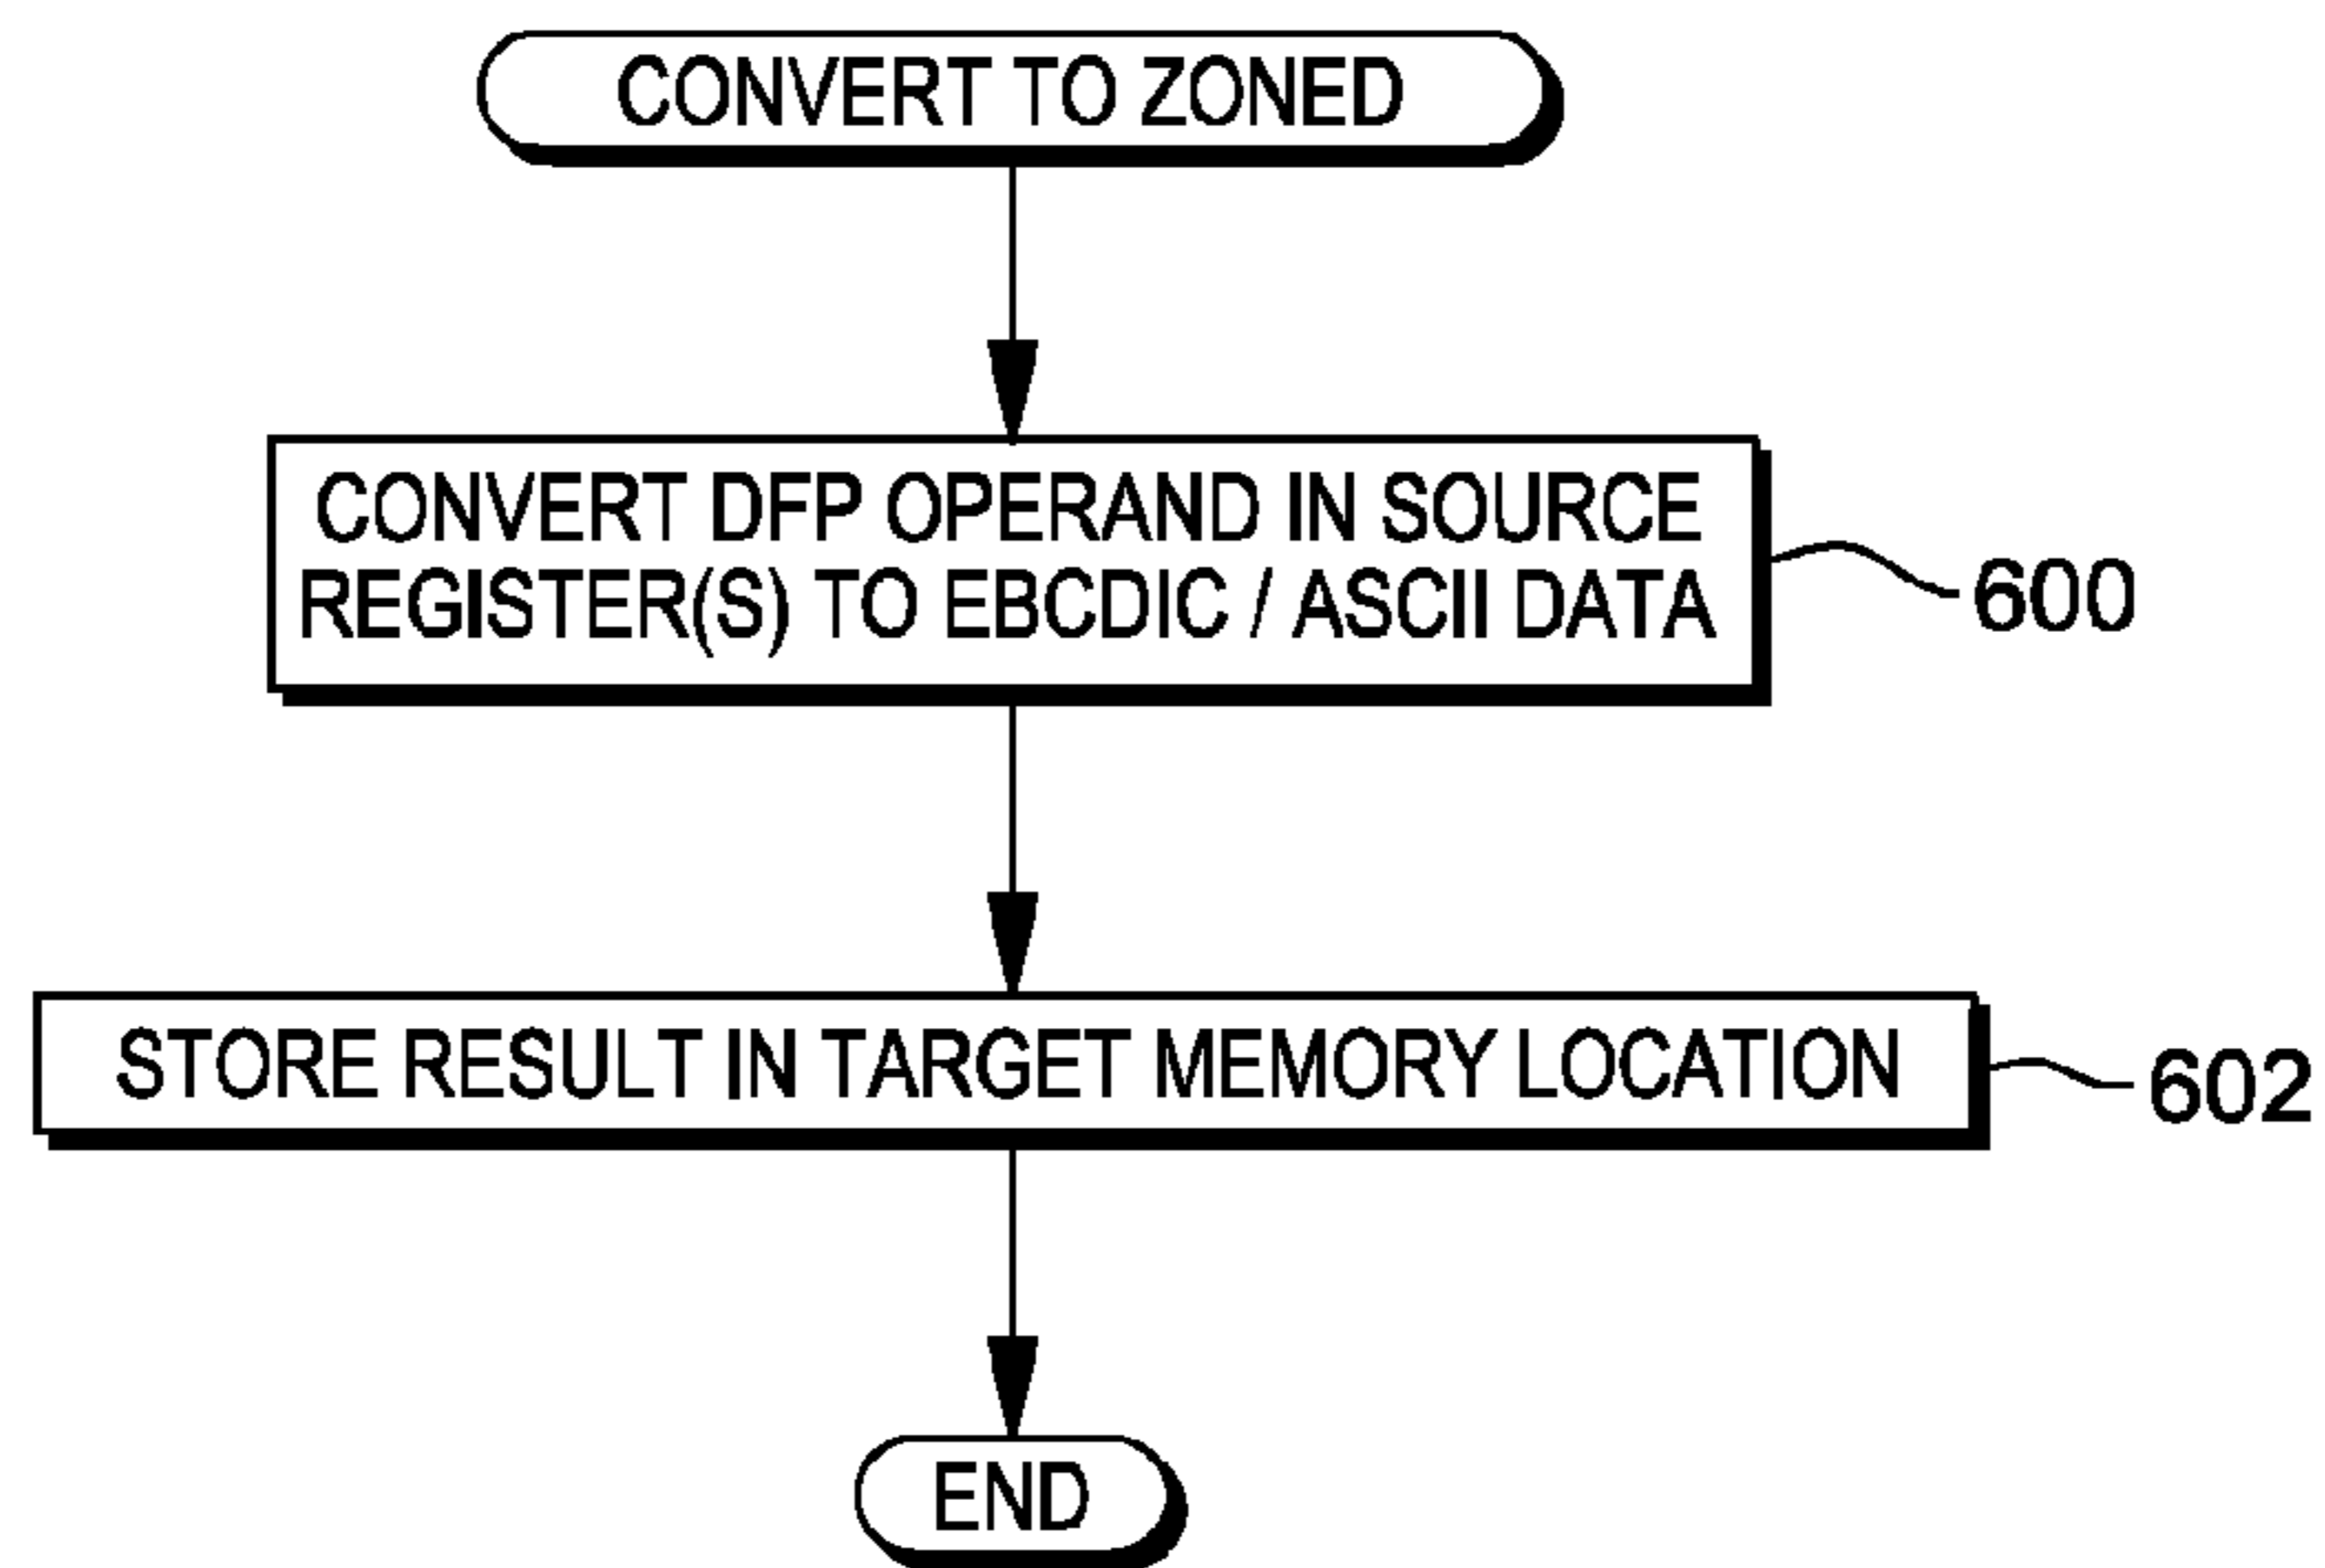 CONVERT TO ZONED
CONVERT DFP OPERAND IN SOURCE
REGISTER(S) TO EBCDIC / ASCII DATA
600
STORE RESULT IN TARGET MEMORY LOCATION
602
END